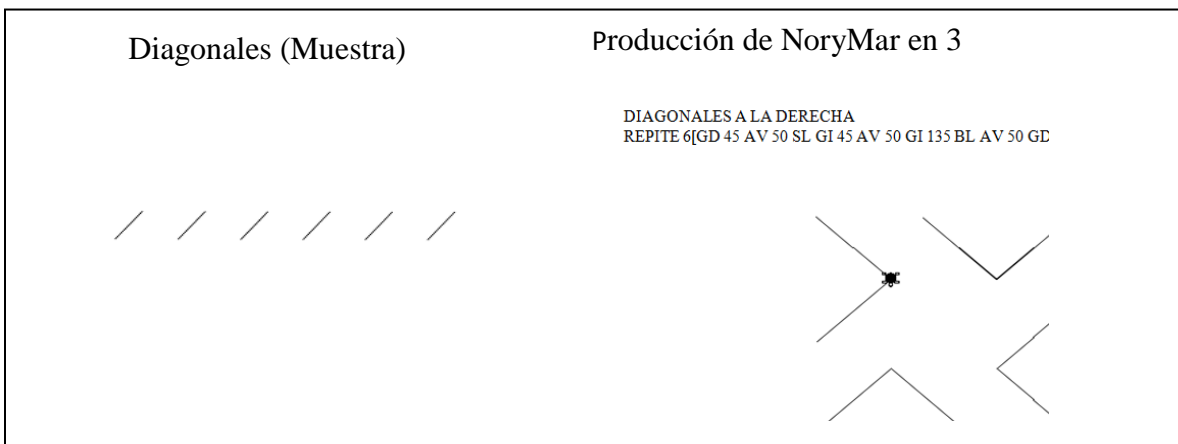 Diagonales (Muestra)
Producción de NoryMar en 3
DIAGONALES A LA DERECHA
REPITE 6[GD 45 AV 50 SL GI 45 AV 50 GI 135 BL AV 50 GD